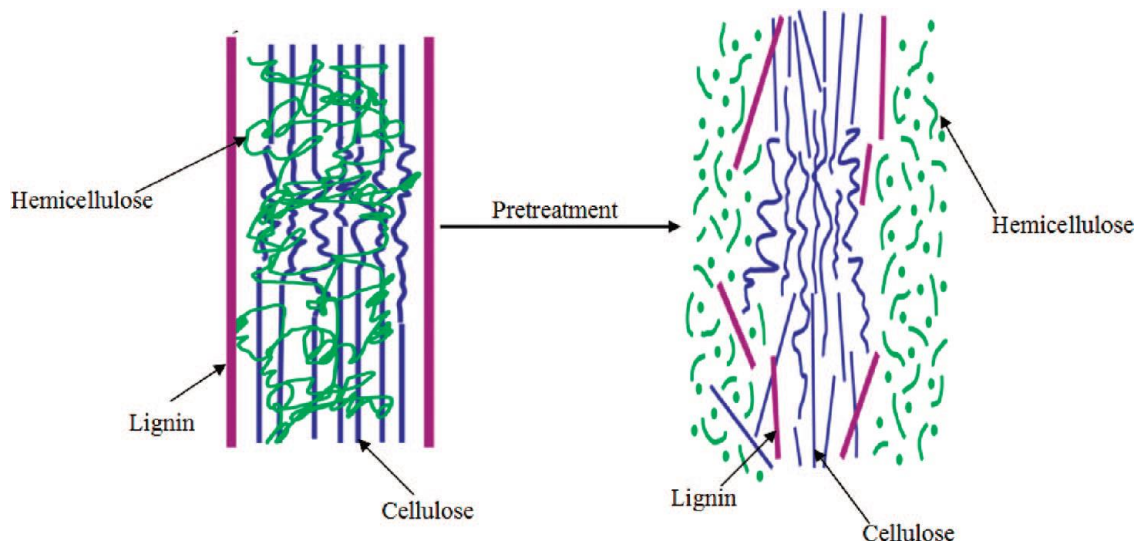 Hemicellulose
Lignin
Cellulose
Pretreatment
Hemicellulose
Lignin
Cellulose